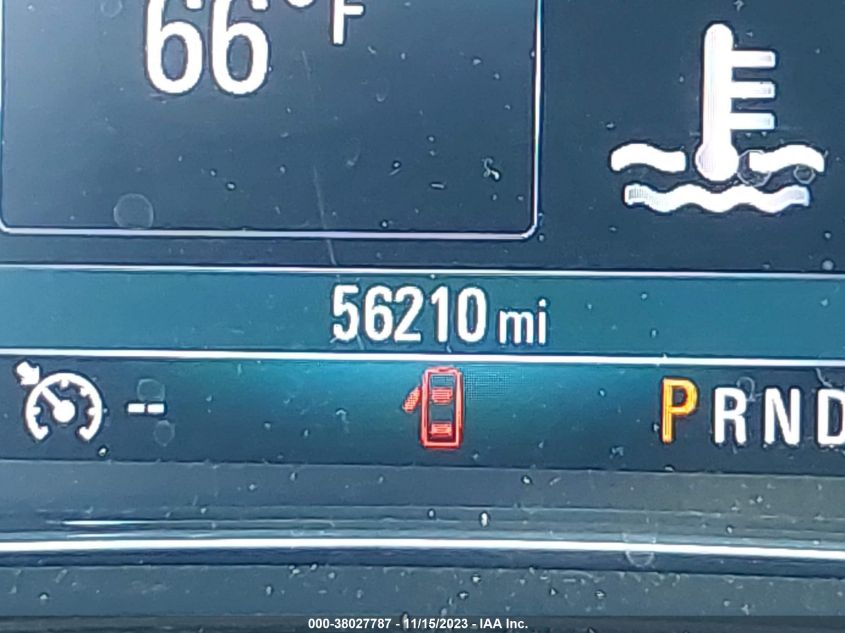 66°F
56210 mi
-- PRND
000-38027787 - 11/15/2023 - IAA Inc.